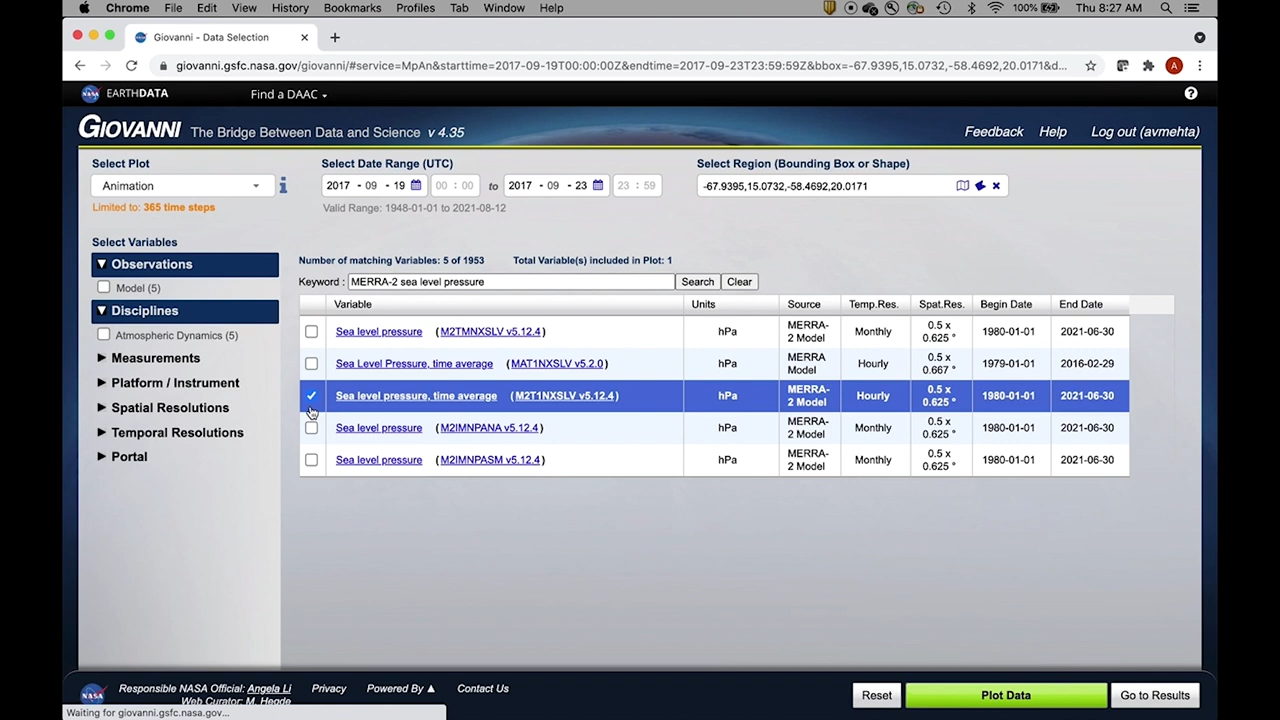 Chrome File Edit View History Bookmarks Profiles Tab Window Help 100% Thu 8:27 AM
Giovanni - Data Selection
giovanni.gsfc.nasa.gov/giovanni/#service=MpAn&starttime=2017-09-19T00:00:00Z&endtime=2017-09-23T23:59:59Z&bbox=-67.9395,15.0732,-58.4692,20.0171&d...
A
NASA EARTHDATA Find a DAAC ?
GIOVANNI The Bridge Between Data and Science v 4.35 Feedback Help Log out (avmehta)
Select Plot Select Date Range (UTC) Select Region (Bounding Box or Shape)
Animation i 2017 - 09 - 19 00 : 00 to 2017 - 09 - 23 23 : 59 -67.9395,15.0732,-58.4692,20.0171
Limited to: 365 time steps Valid Range: 1948-01-01 to 2021-08-12
Select Variables
Observations
Model (5)
Disciplines
Atmospheric Dynamics (5)
Measurements
Platform / Instrument
Spatial Resolutions
Temporal Resolutions
Portal
Number of matching Variables: 5 of 1953 Total Variable(s) included in Plot: 1
Keyword : MERRA-2 sea level pressure Search Clear
Variable Units Source Temp.Res. Spat.Res. Begin Date End Date
Sea level pressure (M2TMNXSLV v5.12.4) hPa MERRA-2 Model Monthly 0.5 x 0.625 ° 1980-01-01 2021-06-30
Sea Level Pressure, time average (MAT1NXSLV v5.2.0) hPa MERRA Model Hourly 0.5 x 0.667 ° 1979-01-01 2016-02-29
Sea level pressure, time average (M2T1NXSLV v5.12.4) hPa MERRA-2 Model Hourly 0.5 x 0.625 ° 1980-01-01 2021-06-30
Sea level pressure (M2IMNPANA v5.12.4) hPa MERRA-2 Model Monthly 0.5 x 0.625 ° 1980-01-01 2021-06-30
Sea level pressure (M2IMNPASM v5.12.4) hPa MERRA-2 Model Monthly 0.5 x 0.625 ° 1980-01-01 2021-06-30
NASA Responsible NASA Official: Angela Li Privacy Powered By Contact Us Reset Plot Data Go to Results
Web Curator: M. Hegde
Waiting for giovanni.gsfc.nasa.gov...